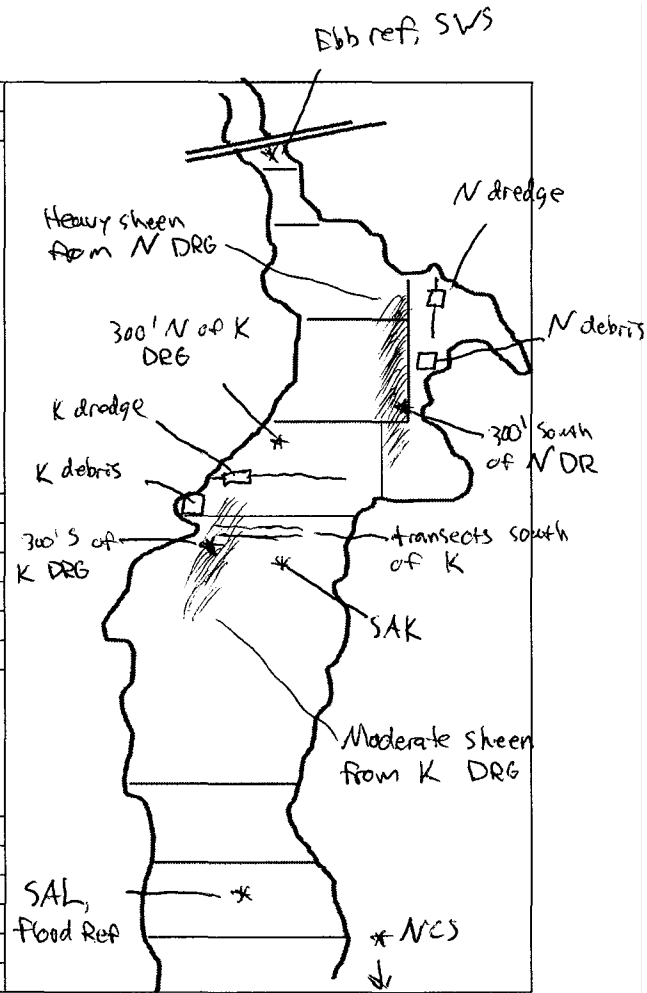 Ebb ref, SWS
N dredge
Heavy sheen
from N DRG
300' N of K
DRG
N debris
K dredge
300' south
of N DR
K debris
300' S of
K DRG
transects south
of K
SAK
Moderate sheen
from K DRG
SAL,
Flood Ref
NCS